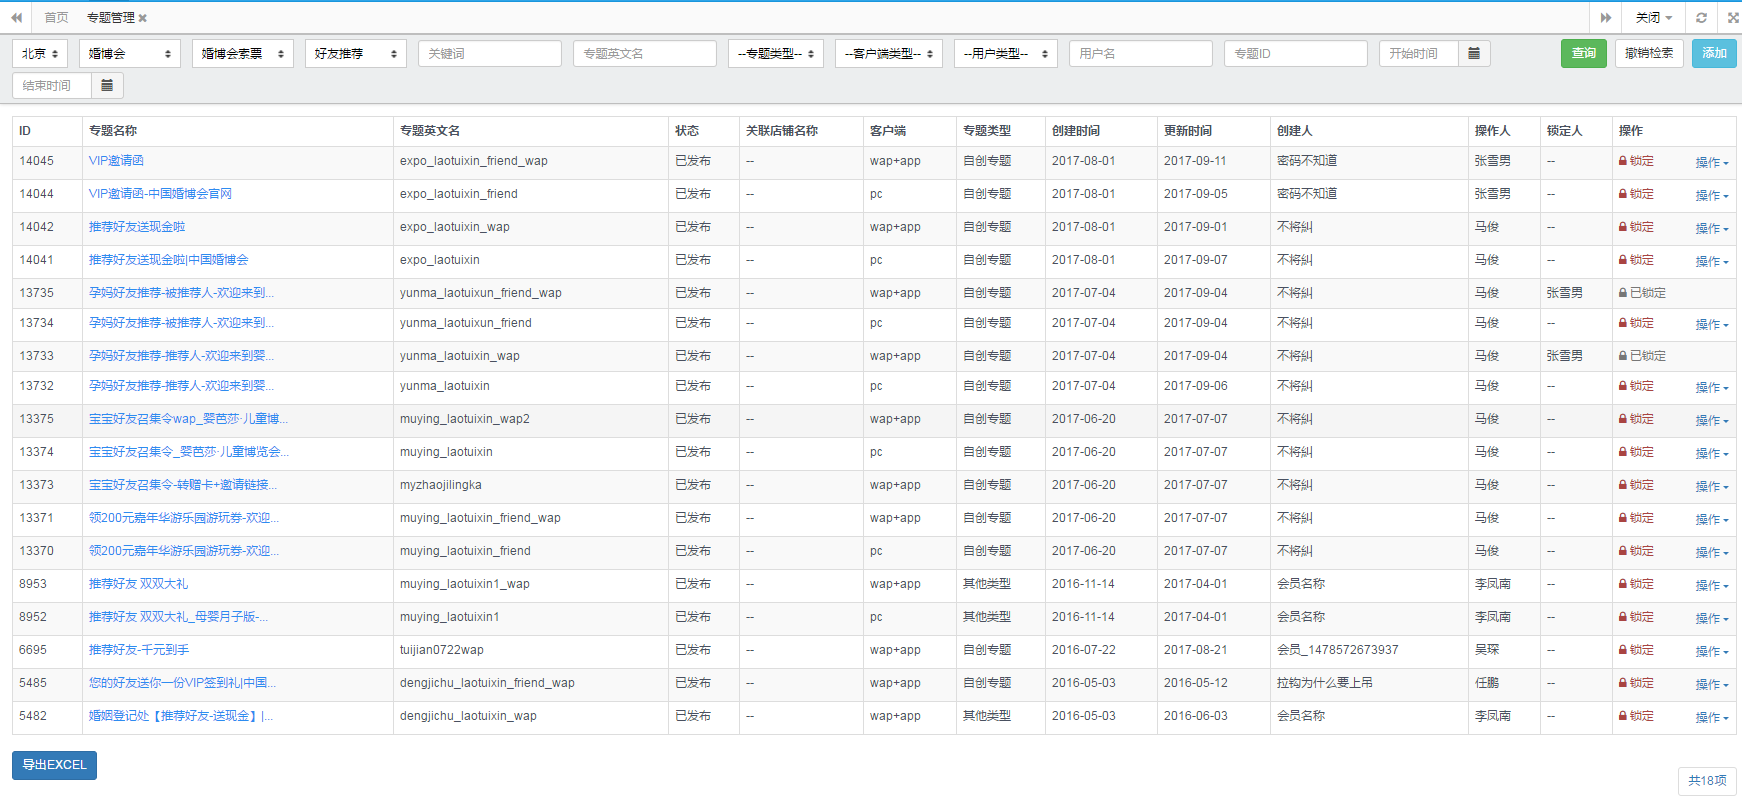 首页 专题管理 关闭
北京 婚博会 婚博会索票 好友推荐 关键词 专题英文名 --专题类型-- --客户端类型-- --用户类型-- 用户名 专题ID 开始时间 查询 撤销检索 添加
结束时间
ID 专题名称 专题英文名 状态 关联店铺名称 客户端 专题类型 创建时间 更新时间 创建人 操作人 锁定人 操作
14045 VIP邀请函 expo_laotuixin_friend_wap 已发布 -- wap+app 自创专题 2017-08-01 2017-09-11 密码不知道 张雪男 -- 锁定 操作
14044 VIP邀请函-中国婚博会官网 expo_laotuixin_friend 已发布 -- pc 自创专题 2017-08-01 2017-09-05 密码不知道 张雪男 -- 锁定 操作
14042 推荐好友送现金啦 expo_laotuixin_wap 已发布 -- wap+app 自创专题 2017-08-01 2017-09-01 不将糾 马俊 -- 锁定 操作
14041 推荐好友送现金啦|中国婚博会 expo_laotuixin 已发布 -- pc 自创专题 2017-08-01 2017-09-07 不将糾 马俊 -- 锁定 操作
13735 孕妈好友推荐-被推荐人-欢迎来到... yunma_laotuixun_friend_wap 已发布 -- wap+app 自创专题 2017-07-04 2017-09-04 不将糾 马俊 张雪男 已锁定
13734 孕妈好友推荐-被推荐人-欢迎来到... yunma_laotuixun_friend 已发布 -- pc 自创专题 2017-07-04 2017-09-04 不将糾 马俊 -- 锁定 操作
13733 孕妈好友推荐-推荐人-欢迎来到婴... yunma_laotuixin_wap 已发布 -- wap+app 自创专题 2017-07-04 2017-09-04 不将糾 马俊 张雪男 已锁定
13732 孕妈好友推荐-推荐人-欢迎来到婴... yunma_laotuixin 已发布 -- pc 自创专题 2017-07-04 2017-09-06 不将糾 马俊 -- 锁定 操作
13375 宝宝好友召集令wap_婴芭莎·儿童博... muying_laotuixin_wap2 已发布 -- wap+app 自创专题 2017-06-20 2017-07-07 不将糾 马俊 -- 锁定 操作
13374 宝宝好友召集令_婴芭莎·儿童博览会... muying_laotuixin 已发布 -- pc 自创专题 2017-06-20 2017-07-07 不将糾 马俊 -- 锁定 操作
13373 宝宝好友召集令-转赠卡+邀请链接... myzhaojilingka 已发布 -- wap+app 自创专题 2017-06-20 2017-07-07 不将糾 马俊 -- 锁定 操作
13371 领200元嘉年华游乐园游玩券-欢迎... muying_laotuixin_friend_wap 已发布 -- wap+app 自创专题 2017-06-20 2017-07-07 不将糾 马俊 -- 锁定 操作
13370 领200元嘉年华游乐园游玩券-欢迎... muying_laotuixin_friend 已发布 -- pc 自创专题 2017-06-20 2017-07-07 不将糾 马俊 -- 锁定 操作
8953 推荐好友 双双大礼 muying_laotuixin1_wap 已发布 -- wap+app 其他类型 2016-11-14 2017-04-01 会员名称 李凤南 -- 锁定 操作
8952 推荐好友 双双大礼_母婴月子版-... muying_laotuixin1 已发布 -- pc 其他类型 2016-11-14 2017-04-01 会员名称 李凤南 -- 锁定 操作
6695 推荐好友-千元到手 tuijian0722wap 已发布 -- wap+app 自创专题 2016-07-22 2017-08-21 会员_1478572673937 吴琛 -- 锁定 操作
5485 您的好友送你一份VIP签到礼|中国... dengjichu_laotuixin_friend_wap 已发布 -- wap+app 自创专题 2016-05-03 2016-05-12 拉钩为什么要上吊 任鹏 -- 锁定 操作
5482 婚姻登记处【推荐好友-送现金】|... dengjichu_laotuixin_wap 已发布 -- wap+app 其他类型 2016-05-03 2016-06-03 会员名称 李凤南 -- 锁定 操作
导出EXCEL
共18项